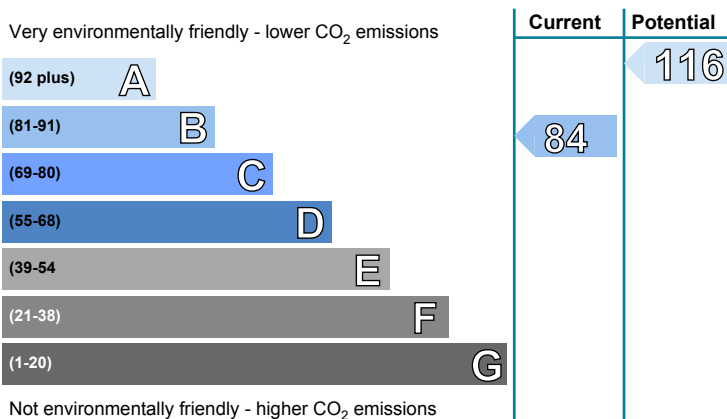 Very environmentally friendly - lower CO2 emissions
Current
Potential
(92 plus) A
116
(81-91) B
84
(69-80) C
(55-68) D
(39-54 E
(21-38) F
(1-20) G
Not environmentally friendly - higher CO2 emissions